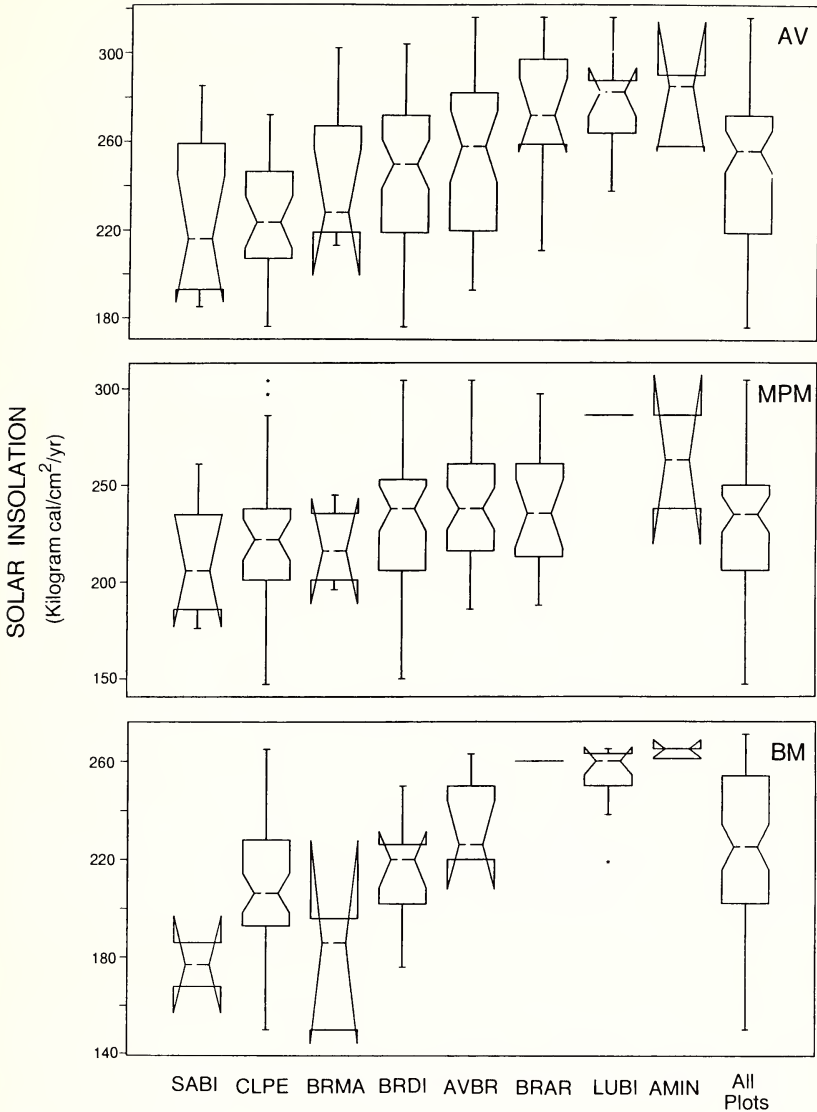 AV
300
260
220
180
MPM
300
250
200
150
BM
260
220
180
140
SOLAR INSOLATION
(Kilogram cal/cm²/yr)
SABI CLPE BRMA BRDI AVBR BRAR LUBI AMIN All Plots